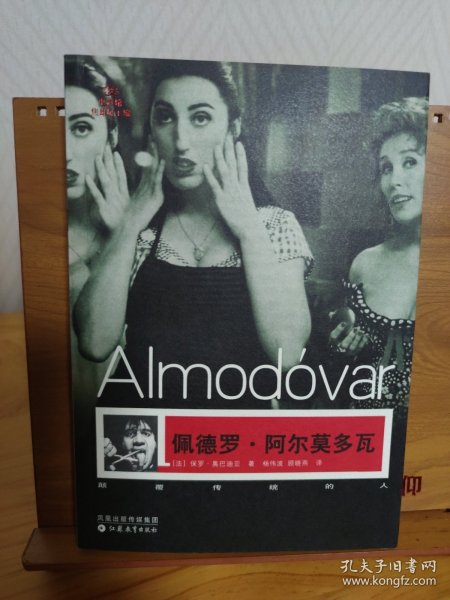 Almodóvar
佩德罗·阿尔莫多瓦
[法] 保罗·奥巴迪亚 著 杨伟波 顾晓燕 译
颠覆传统的人
凤凰出版传媒集团
江苏教育出版社
仰
孔夫子旧书网
www.kongfz.com